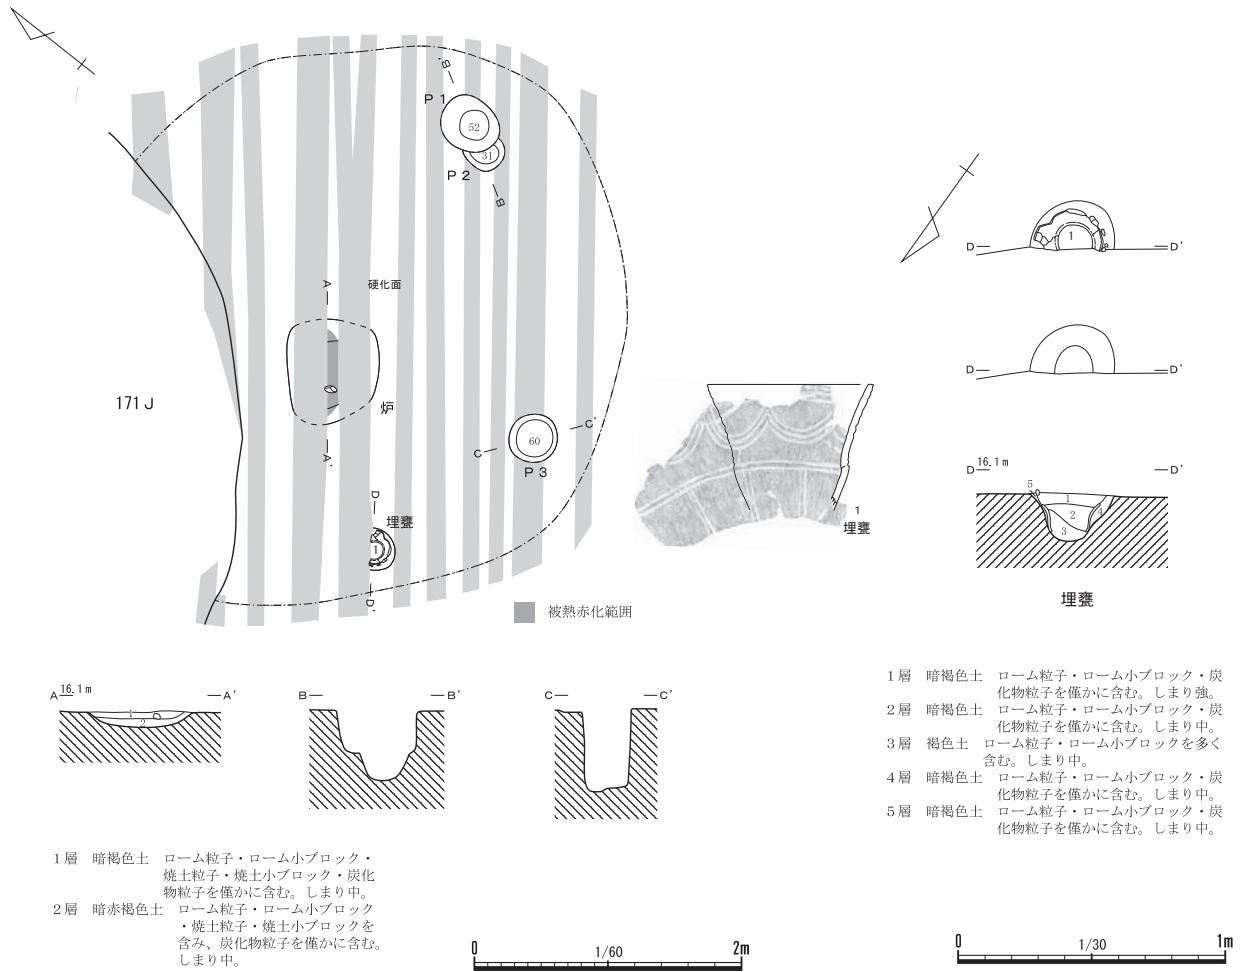 B'
P 1
52
31
P 2
B
A
硬化面
171 J
炉
A'
C'
60
C
P 3
D
埋甕
1
D'
被熱赤化範囲
1
埋甕
D
1
D'
D
D'
D
16.1m
D'
5
1
2
4
3
埋甕
A
16.1m
A'
1
2
B
B'
C
C'
1層 暗褐色土 ローム粒子・ローム小ブロック・
焼土粒子・焼土小ブロック・炭化
物粒子を僅かに含む。しまり中。
2層 暗赤褐色土 ローム粒子・ローム小ブロック
・焼土粒子・焼土小ブロックを
含み、炭化物粒子を僅かに含む。
しまり中。
1層 暗褐色土 ローム粒子・ローム小ブロック・炭
化物粒子を僅かに含む。しまり強。
2層 暗褐色土 ローム粒子・ローム小ブロック・炭
化物粒子を僅かに含む。しまり中。
3層 褐色土 ローム粒子・ローム小ブロックを多く
含む。しまり中。
4層 暗褐色土 ローム粒子・ローム小ブロック・炭
化物粒子を僅かに含む。しまり中。
5層 暗褐色土 ローム粒子・ローム小ブロック・炭
化物粒子を僅かに含む。しまり中。
0 1/60 2m
0 1/30 1m